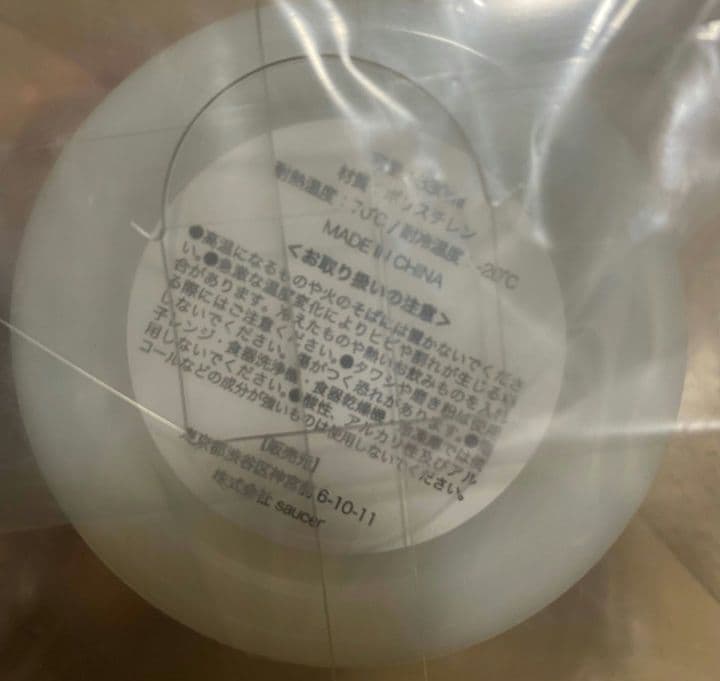 材質：ポリスチレン
耐熱温度：70℃/耐冷温度：-20℃
MADE IN CHINA
＜お取り扱いの注意＞
●高温になるものや火のそばには置かないでくださ
い。●急激な温度変化によりヒビや割れが生じる
合があります。冷えたものや熱いお飲みものを入れ
る際にはご注意ください。●タワシや磨き粉は使用
しないでください。傷がつく恐れがあります。●
子レンジ・食器洗浄機・食器乾燥機、では使
用しないでください。●酸性、アルカリ性及びアル
コールなどの成分が強いものは使用しないでください。
【販売元】
東京都渋谷区神宮前 6-10-11
株式会社 saucer